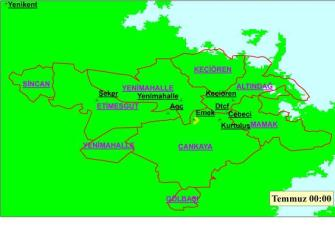 Yenikent
KEÇİÖREN
SİNCAN
YENİMAHALLE
ALTINDAĞ
Şeker
Yenimahalle
Keçiören
ETİMESGUT
Agç
Dtcf
Emek
Cebeci
Kurtuluş
MAMAK
YENİMAHALLE
ÇANKAYA
GÖLBAŞI
Temmuz 00:00